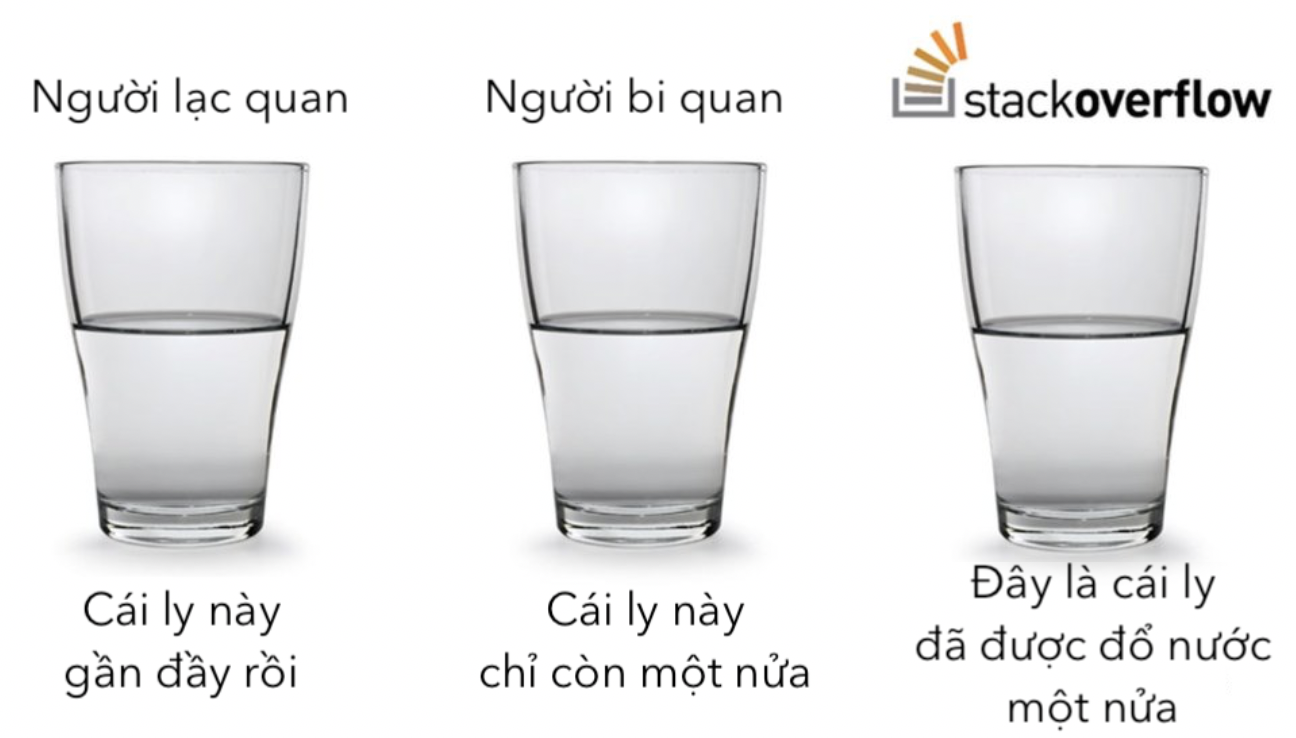 Người lạc quan
Người bi quan
stackoverflow
Cái ly này
gần đầy rồi
Cái ly này
chỉ còn một nửa
Đây là cái ly
đã được đổ nước
một nửa